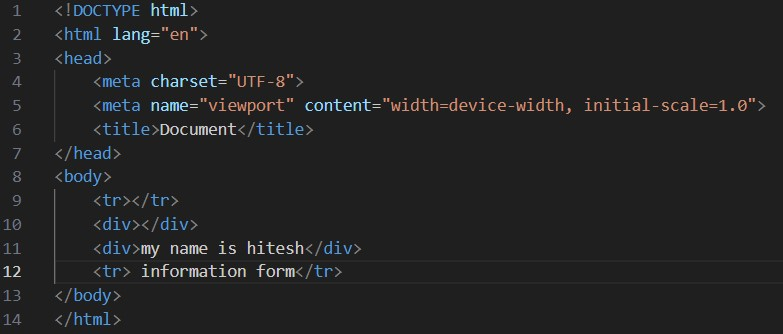 1 <!DOCTYPE html>
2 <html lang="en">
3 <head>
4     <meta charset="UTF-8">
5     <meta name="viewport" content="width=device-width, initial-scale=1.0">
6     <title>Document</title>
7 </head>
8 <body>
9     <tr></tr>
10     <div></div>
11     <div>my name is hitesh</div>
12     <tr> information form</tr>
13 </body>
14 </html>